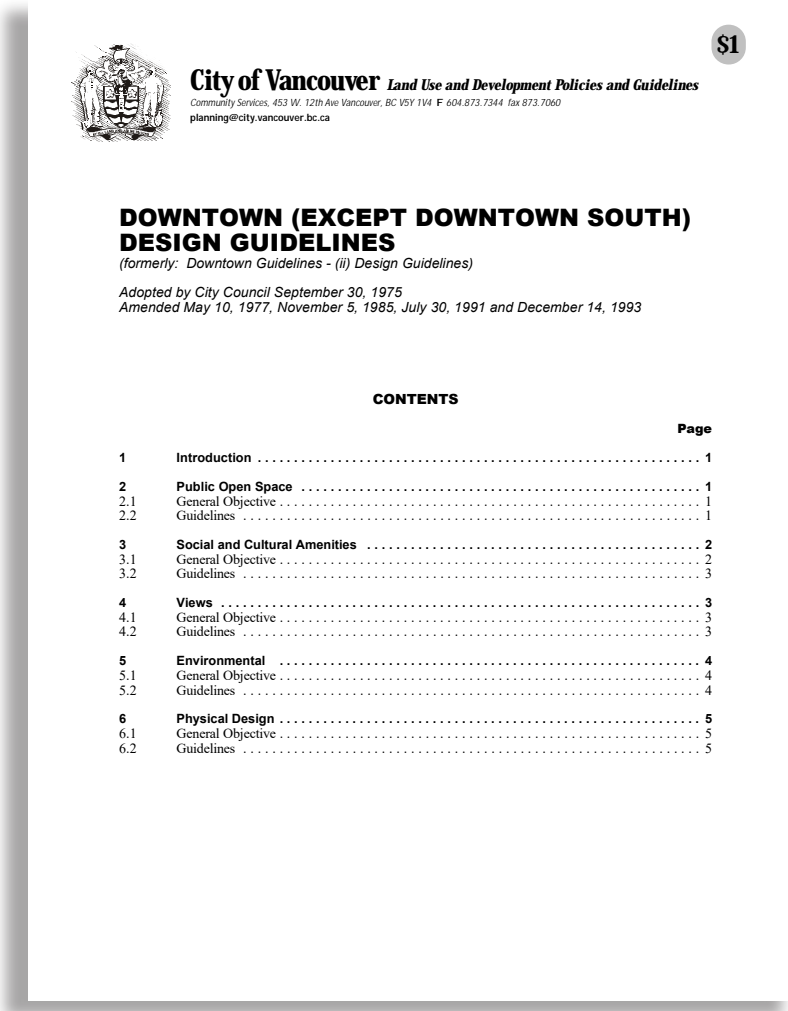 $1
City of Vancouver Land Use and Development Policies and Guidelines
Community Services, 453 W. 12th Ave Vancouver, BC V5Y 1V4 F 604.873.7344 fax 873.7060
planning@city.vancouver.bc.ca
DOWNTOWN (EXCEPT DOWNTOWN SOUTH)
DESIGN GUIDELINES
(formerly: Downtown Guidelines - (ii) Design Guidelines)
Adopted by City Council September 30, 1975
Amended May 10, 1977, November 5, 1985, July 30, 1991 and December 14, 1993
CONTENTS
Page
1 Introduction . . . . . . . . . . . . . . . . . . . . . . . . . . . . . . 1
2 Public Open Space . . . . . . . . . . . . . . . . . . . . . . . . . . . . . . 1
2.1 General Objective . . . . . . . . . . . . . . . . . . . . . . . . . . . . . . 1
2.2 Guidelines . . . . . . . . . . . . . . . . . . . . . . . . . . . . . . 1
3 Social and Cultural Amenities . . . . . . . . . . . . . . . . . . . . . . . . . . . . . . 2
3.1 General Objective . . . . . . . . . . . . . . . . . . . . . . . . . . . . . . 2
3.2 Guidelines . . . . . . . . . . . . . . . . . . . . . . . . . . . . . . 3
4 Views . . . . . . . . . . . . . . . . . . . . . . . . . . . . . . 3
4.1 General Objective . . . . . . . . . . . . . . . . . . . . . . . . . . . . . . 3
4.2 Guidelines . . . . . . . . . . . . . . . . . . . . . . . . . . . . . . 3
5 Environmental . . . . . . . . . . . . . . . . . . . . . . . . . . . . . . 4
5.1 General Objective . . . . . . . . . . . . . . . . . . . . . . . . . . . . . . 4
5.2 Guidelines . . . . . . . . . . . . . . . . . . . . . . . . . . . . . . 4
6 Physical Design . . . . . . . . . . . . . . . . . . . . . . . . . . . . . . 5
6.1 General Objective . . . . . . . . . . . . . . . . . . . . . . . . . . . . . . 5
6.2 Guidelines . . . . . . . . . . . . . . . . . . . . . . . . . . . . . . 5